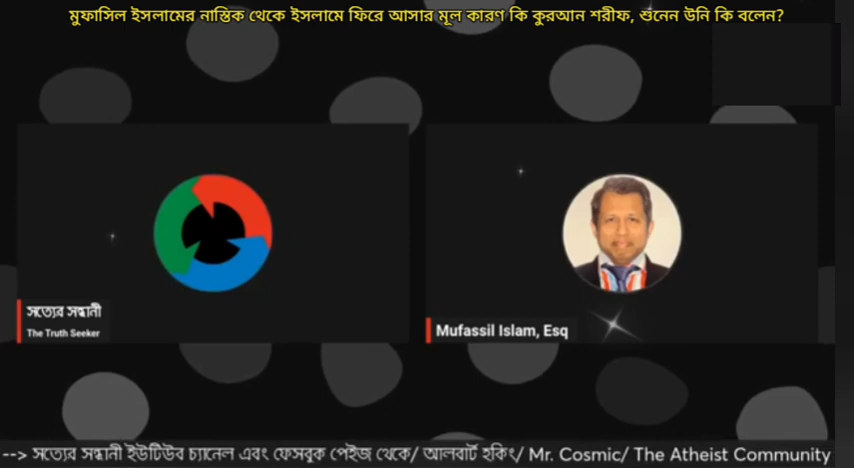 মুফাসিল ইসলামের নাস্তিক থেকে ইসলামে ফিরে আসার মূল কারণ কি কুরআন শরীফ, শুনেন উনি কি বলেন?
সত্যের সন্ধানী
The Truth Seeker
Mufassil Islam, Esq
--> সত্যের সন্ধানী ইউটিউব চ্যানেল এবং ফেসবুক পেইজ থেকে/ আলবার্ট হকিং/ Mr. Cosmic/ The Atheist Community